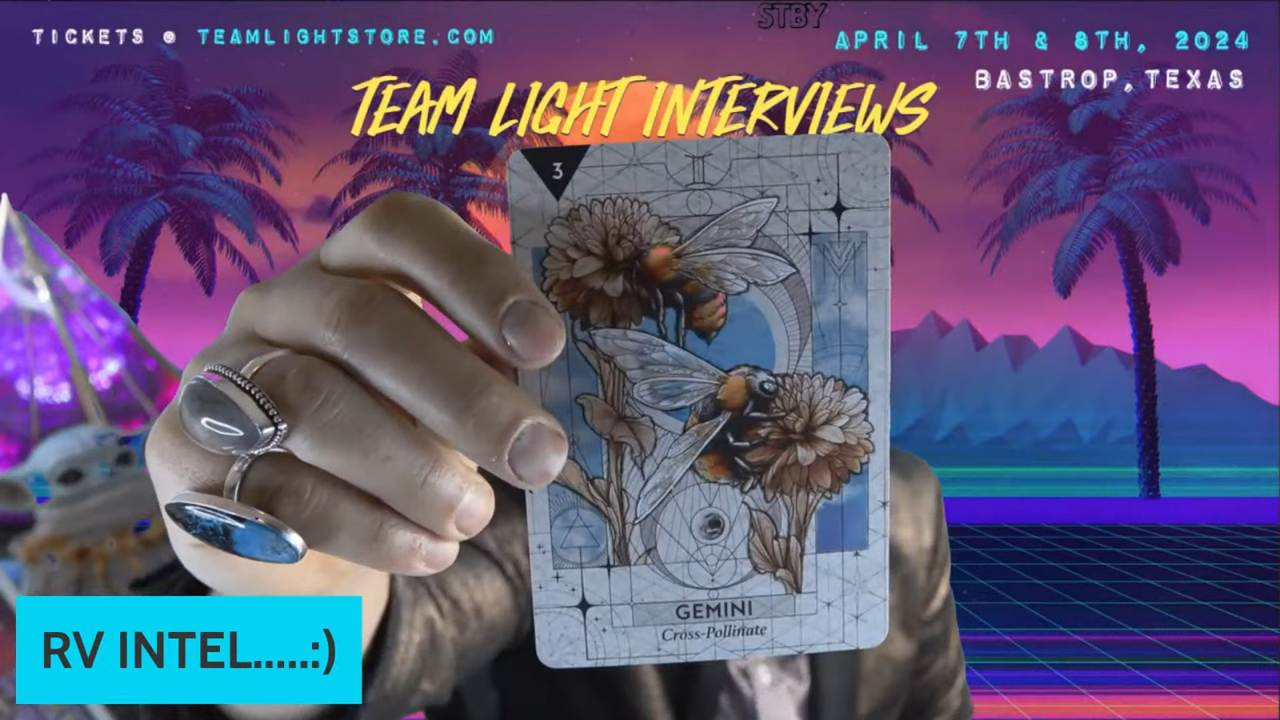 STBY
TICKETS @ TEAMLIGHTSTORE.COM
APRIL 7TH & 8TH, 2024
BASTROP, TEXAS
TEAM LIGHT INTERVIEWS
3
GEMINI
Cross-Pollinate
RV INTEL.....:)